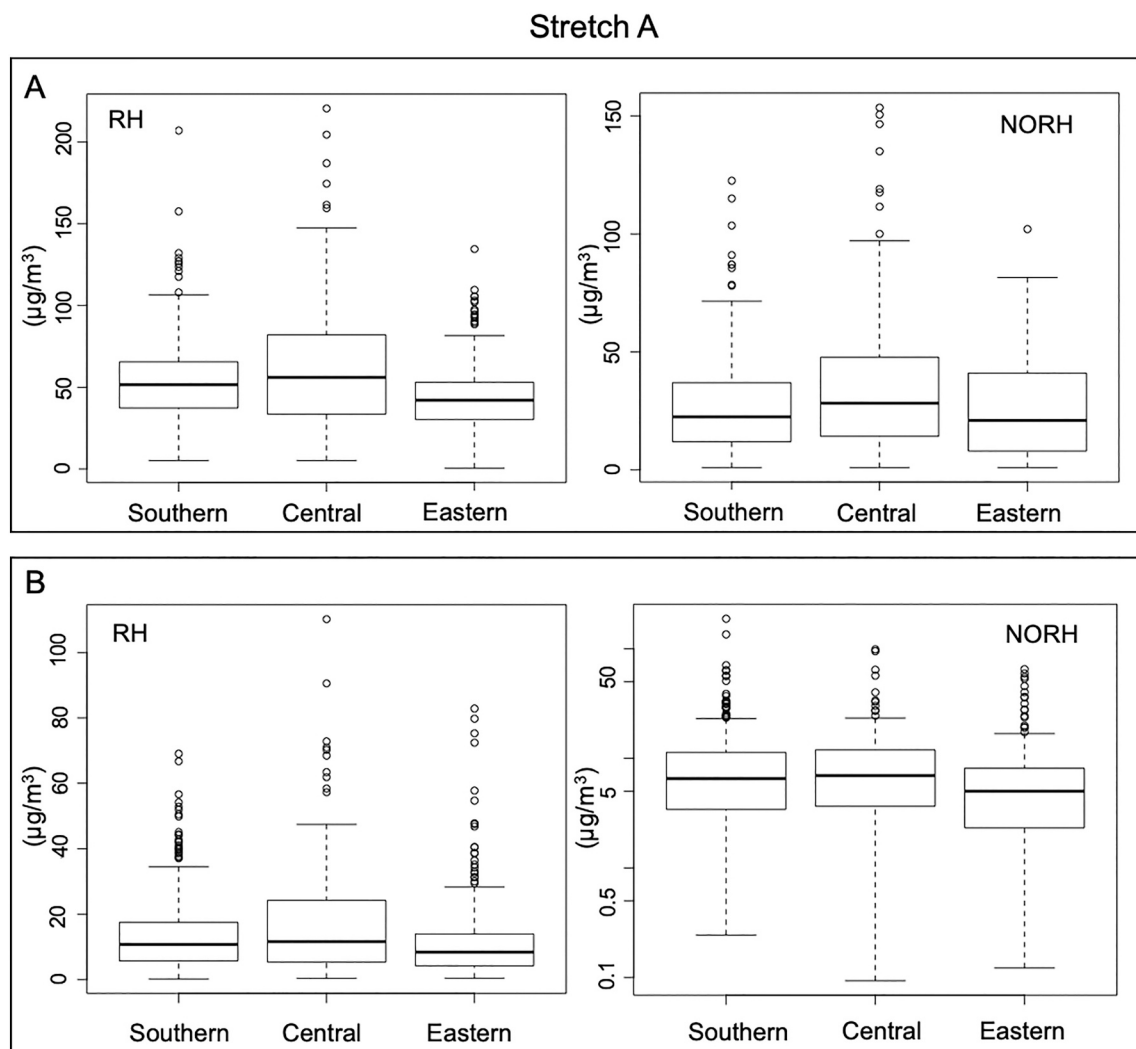 Stretch A
A
RH
(µg/m³)
0
50
100
150
200
Southern Central Eastern
NORH
(µg/m³)
0
50
100
150
Southern Central Eastern
B
RH
(µg/m³)
0
20
40
60
80
100
Southern Central Eastern
NORH
(µg/m³)
0.1
0.5
5
50
Southern Central Eastern